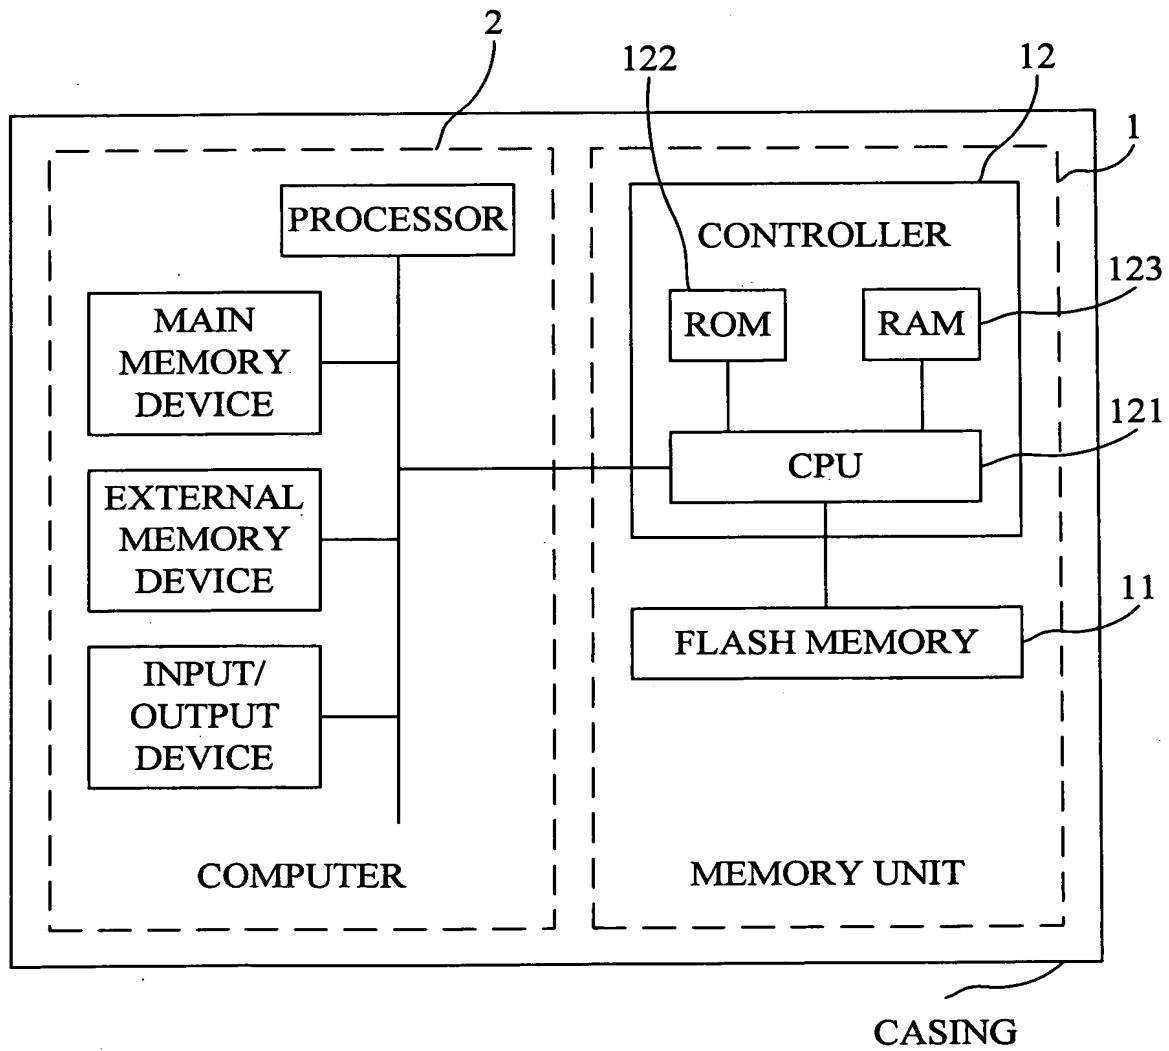 2
122
12
1
PROCESSOR
CONTROLLER
123
MAIN
MEMORY
DEVICE
ROM
RAM
121
CPU
EXTERNAL
MEMORY
DEVICE
11
FLASH MEMORY
INPUT/
OUTPUT
DEVICE
COMPUTER
MEMORY UNIT
CASING